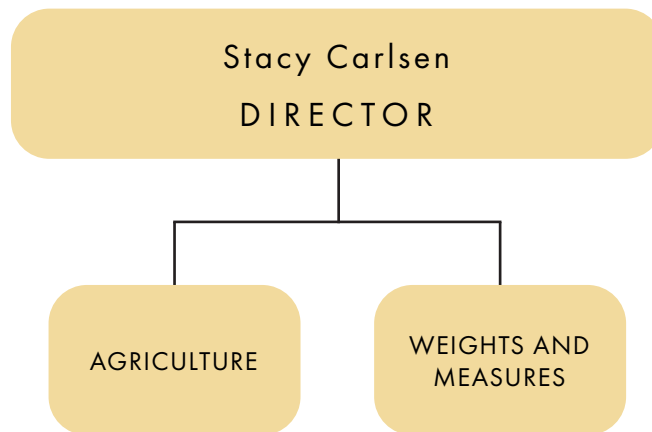 Stacy Carlsen
DIRECTOR
AGRICULTURE
WEIGHTS AND
MEASURES